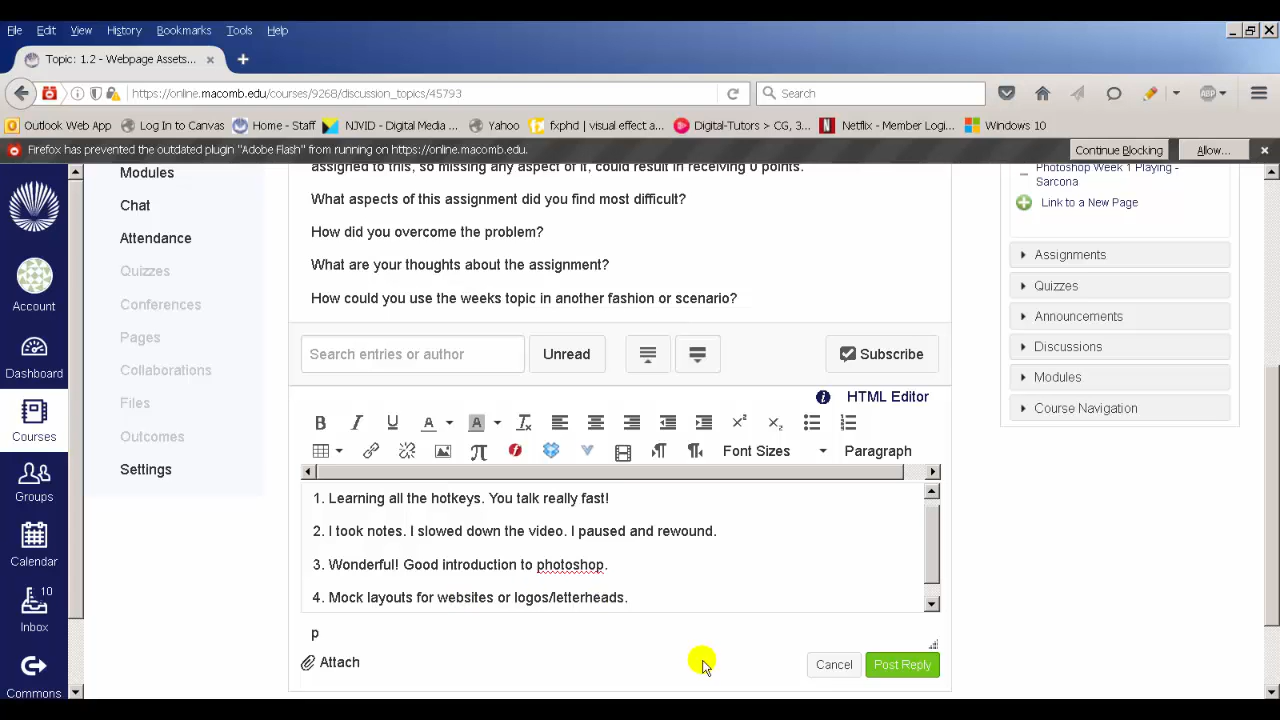 File Edit View History Bookmarks Tools Help
Topic: 1.2 - Webpage Assets...
https://online.macomb.edu/courses/9268/discussion_topics/45793
Search
Outlook Web App Log In to Canvas Home - Staff NJVID - Digital Media ... Yahoo fxphd | visual effect a... Digital-Tutors > CG, 3... Netflix - Member Logi... Windows 10
Firefox has prevented the outdated plugin "Adobe Flash" from running on https://online.macomb.edu.
Continue Blocking
Allow...
Account
Dashboard
Courses
Groups
Calendar
10
Inbox
Commons
Modules
Chat
Attendance
Quizzes
Conferences
Pages
Collaborations
Files
Outcomes
Settings
assigned to this, so missing any aspect of it, could result in receiving 0 points.
What aspects of this assignment did you find most difficult?
How did you overcome the problem?
What are your thoughts about the assignment?
How could you use the weeks topic in another fashion or scenario?
Search entries or author
Unread
Subscribe
HTML Editor
Font Sizes
Paragraph
1. Learning all the hotkeys. You talk really fast!
2. I took notes. I slowed down the video. I paused and rewound.
3. Wonderful! Good introduction to photoshop.
4. Mock layouts for websites or logos/letterheads.
p
Attach
Cancel
Post Reply
Photoshop Week 1 Playing -
Sarcona
Link to a New Page
Assignments
Quizzes
Announcements
Discussions
Modules
Course Navigation